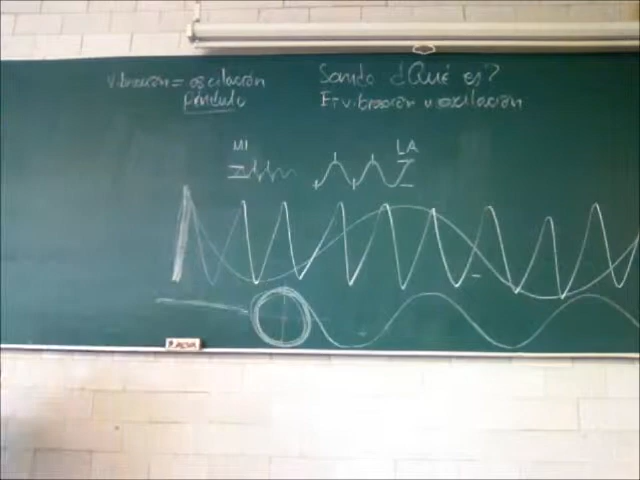 Vibración = oscilación
péndulo
Sonido ¿Qué es?
Es vibración u oscilación
MI
LA